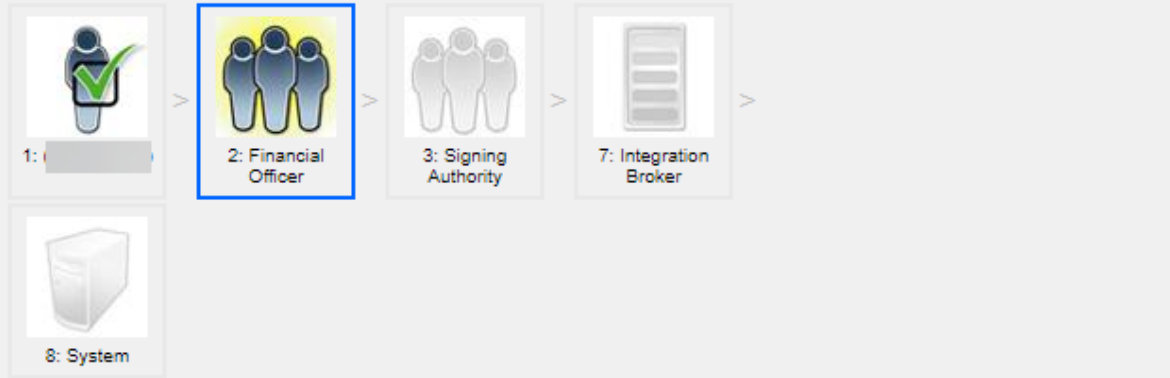 1: (
>
2: Financial
Officer
>
3: Signing
Authority
>
7: Integration
Broker
>
8: System